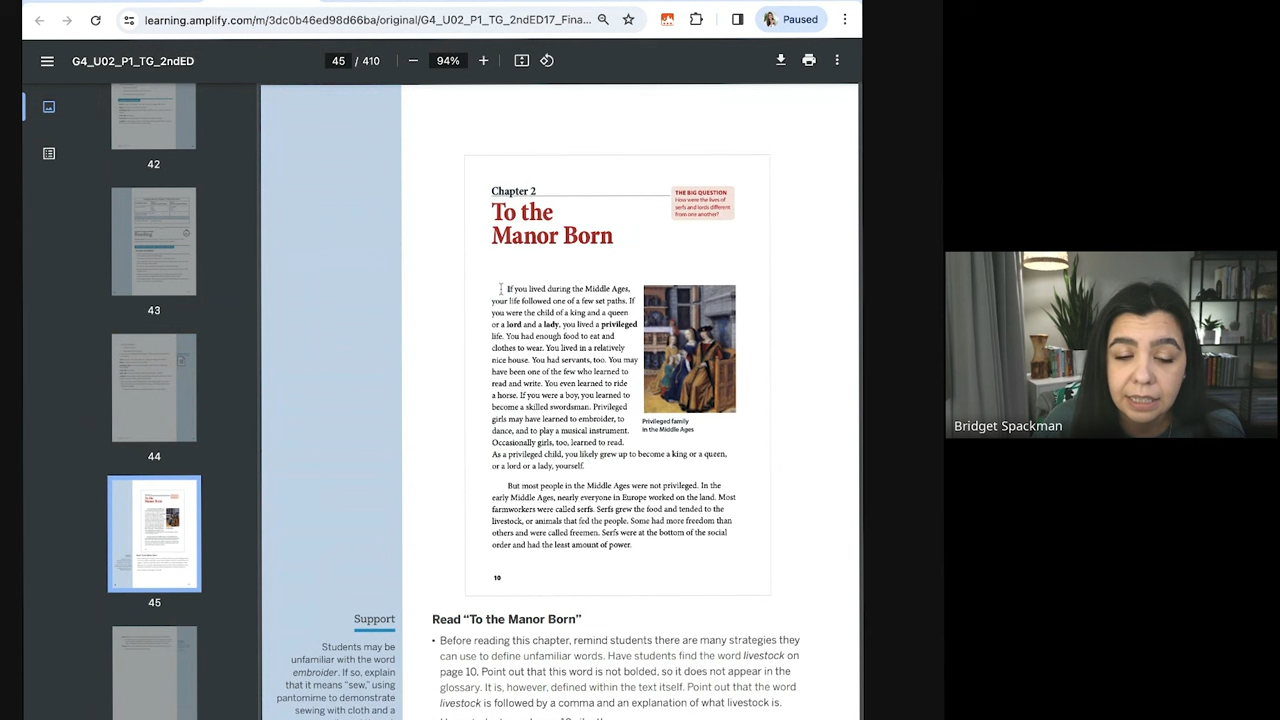 learning.amplify.com/m/3dc0b46ed98d66ba/original/G4_U02_P1_TG_2ndED17_Fina...
Paused
G4_U02_P1_TG_2ndED
45 / 410
94%
42
43
44
45
Chapter 2
To the
Manor Born
THE BIG QUESTION
How were the lives of
serfs and lords different
from one another?
If you lived during the Middle Ages,
your life followed one of a few set paths. If
you were the child of a king and a queen
or a lord and a lady, you lived a privileged
life. You had enough food to eat and
clothes to wear. You lived in a relatively
nice house. You had servants, too. You may
have been one of the few who learned to
read and write. You even learned to ride
a horse. If you were a boy, you learned to
become a skilled swordsman. Privileged
girls may have learned to embroider, to
dance, and to play a musical instrument.
Occasionally girls, too, learned to read.
As a privileged child, you likely grew up to become a king or a queen,
or a lord or a lady, yourself.
Privileged family
in the Middle Ages
But most people in the Middle Ages were not privileged. In the
early Middle Ages, nearly everyone in Europe worked on the land. Most
farmworkers were called serfs. Serfs grew the food and tended to the
livestock, or animals that fed the people. Some had more freedom than
others and were called freemen. Serfs were at the bottom of the social
order and had the least amount of power.
10
Support
Students may be
unfamiliar with the word
embroider. If so, explain
that it means “sew,” using
pantomime to demonstrate
sewing with cloth and a
Read “To the Manor Born”
• Before reading this chapter, remind students there are many strategies they
can use to define unfamiliar words. Have students find the word livestock on
page 10. Point out that this word is not bolded, so it does not appear in the
glossary. It is, however, defined within the text itself. Point out that the word
livestock is followed by a comma and an explanation of what livestock is.
Bridget Spackman